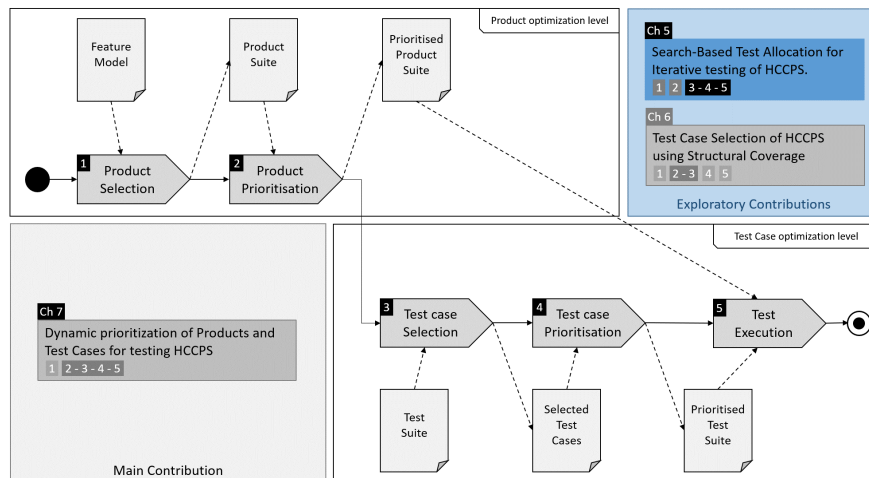 Product optimization level
Feature
Model
Product
Suite
Prioritised
Product
Suite
1
Product
Selection
2
Product
Prioritisation
Ch 5
Search-Based Test Allocation for
Iterative testing of HCCPS.
1 2 3 - 4 - 5
Ch 6
Test Case Selection of HCCPS
using Structural Coverage
1 2 - 3 4 5
Exploratory Contributions
Test Case optimization level
Ch 7
Dynamic prioritization of Products and
Test Cases for testing HCCPS
1 2 - 3 - 4 - 5
Main Contribution
3
Test case
Selection
4
Test case
Prioritisation
5
Test
Execution
Test
Suite
Selected
Test
Cases
Prioritised
Test
Suite